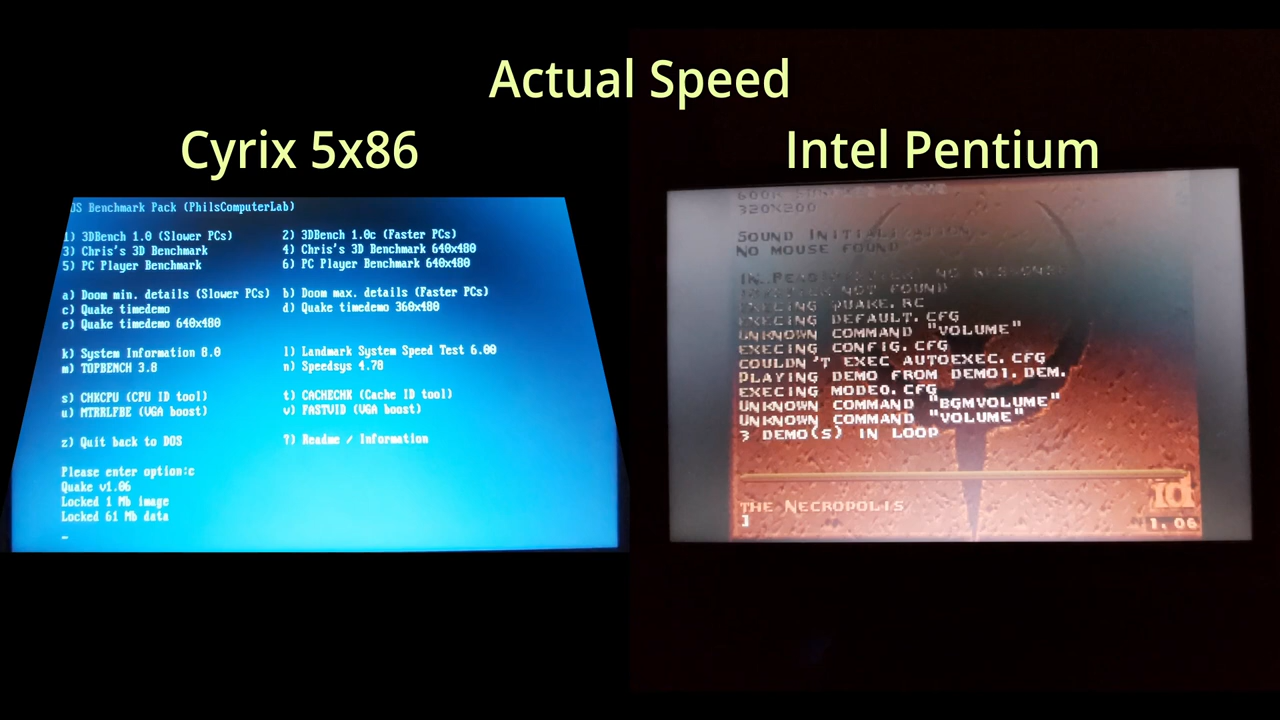 Actual Speed
Cyrix 5x86
Intel Pentium
OS Benchmark Pack (PhilsComputerLab)
1) 3DBench 1.0 (Slower PCs) 2) 3DBench 1.0c (Faster PCs)
3) Chris's 3D Benchmark 4) Chris's 3D Benchmark 640x480
5) PC Player Benchmark 6) PC Player Benchmark 640x480
a) Doom min. details (Slower PCs) b) Doom max. details (Faster PCs)
c) Quake timedemo d) Quake timedemo 360x480
e) Quake timedemo 640x480
k) System Information 8.0 l) Landmark System Speed Test 6.00
m) TOPBENCH 3.8 n) Speedsys 4.78
s) CHKCPU (CPU ID tool) t) CACHECHK (Cache ID tool)
u) MTRRLFBE (VGA boost) v) FASTVID (VGA boost)
z) Quit back to DOS ?) Readme / Information
Please enter option:c
Quake v1.06
Locked 1 Mb image
Locked 61 Mb data
_
320X200
SOUND INITIALIZATION
NO MOUSE FOUND
NOT FOUND
EXECING QUAKE.RC
EXECING DEFAULT.CFG
UNKNOWN COMMAND "VOLUME"
EXECING CONFIG.CFG
COULDN'T EXEC AUTOEXEC.CFG
PLAYING DEMO FROM DEMO1.DEM.
EXECING MODE0.CFG
UNKNOWN COMMAND "BGMVOLUME"
UNKNOWN COMMAND "VOLUME"
3 DEMO(S) IN LOOP
THE NECROPOLIS
]
id
1.06